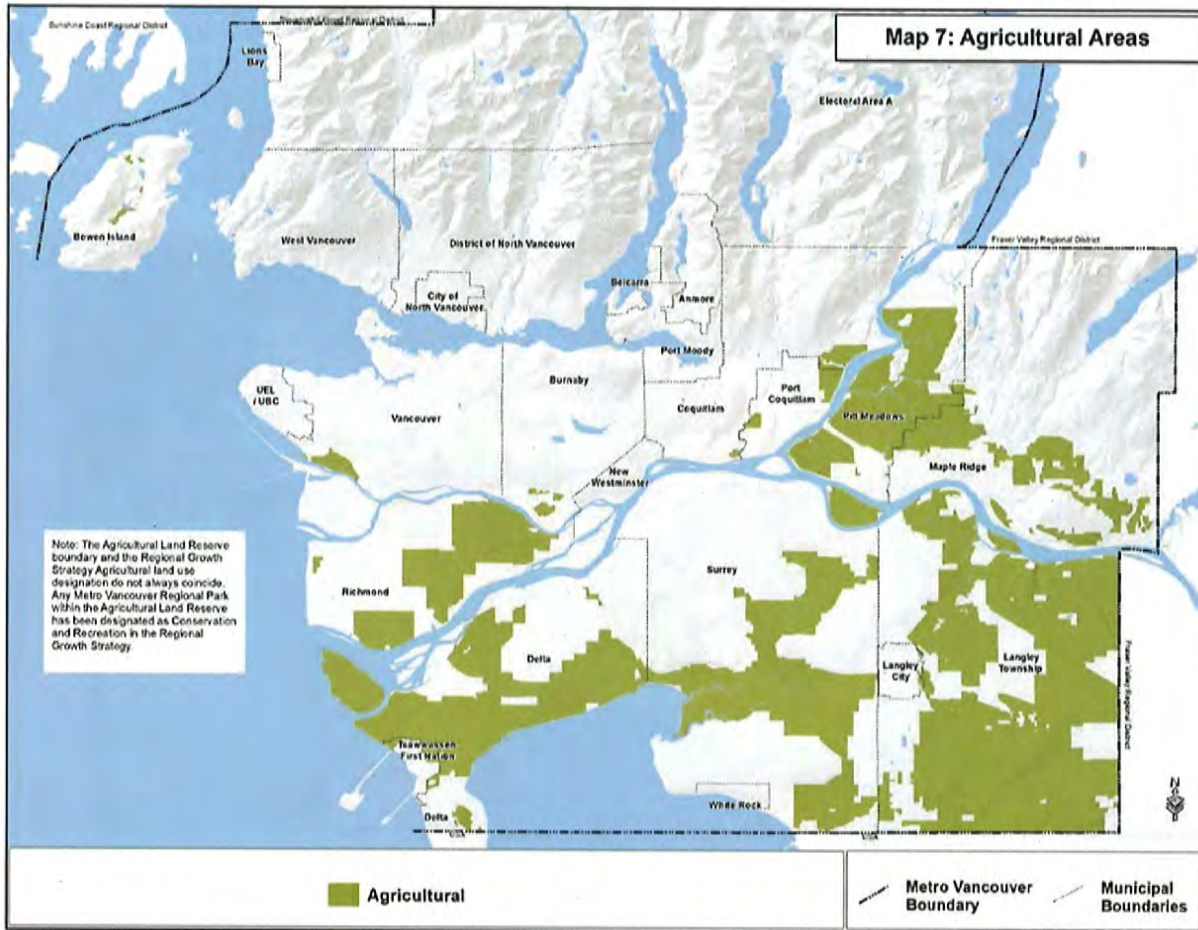 Sunshine Coast Regional District
Map 7: Agricultural Areas
Lions
Bay
Electoral Area A
Bowen Island
West Vancouver
District of North Vancouver
Fraser Valley Regional District
Belcarra
City of
North Vancouver
Anmore
Port Moody
UEL
/ UBC
Vancouver
Burnaby
Coquitlam
Port
Coquitlam
Pitt Meadows
New
Westminster
Maple Ridge
Note: The Agricultural Land Reserve
boundary and the Regional Growth
Strategy Agricultural land use
designation do not always coincide.
Any Metro Vancouver Regional Park
within the Agricultural Land Reserve
has been designated as Conservation
and Recreation in the Regional
Growth Strategy.
Richmond
Surrey
Delta
Langley
City
Langley
Township
Fraser Valley Regional District
Tsawwassen
First Nation
White Rock
Delta
N
Agricultural
Metro Vancouver
Boundary
Municipal
Boundaries